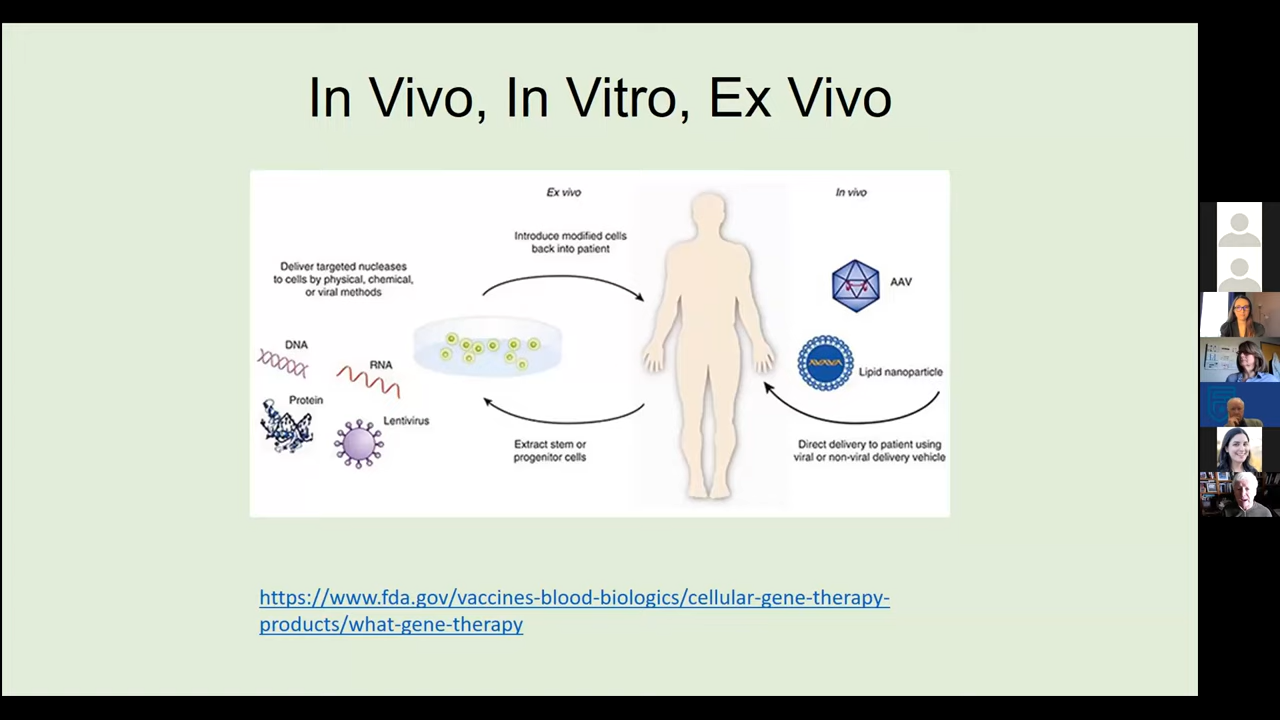 In Vivo, In Vitro, Ex Vivo
Ex vivo
In vivo
Introduce modified cells
back into patient
Deliver targeted nucleases
to cells by physical, chemical,
or viral methods
AAV
DNA
RNA
Lipid nanoparticle
Protein
Lentivirus
Extract stem or
progenitor cells
Direct delivery to patient using
viral or non-viral delivery vehicle
https://www.fda.gov/vaccines-blood-biologics/cellular-gene-therapy-
products/what-gene-therapy